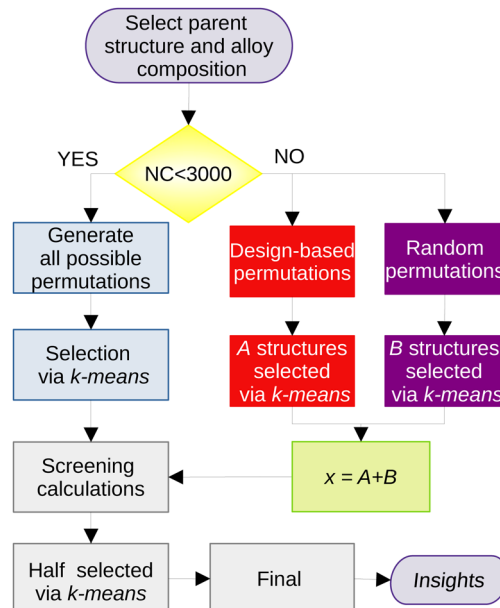 Select parent
structure and alloy
composition
YES
NC<3000
NO
Generate
all possible
permutations
Design-based
permutations
Random
permutations
Selection
via k-means
A structures
selected
via k-means
B structures
selected
via k-means
Screening
calculations
x = A+B
Half selected
via k-means
Final
Insights